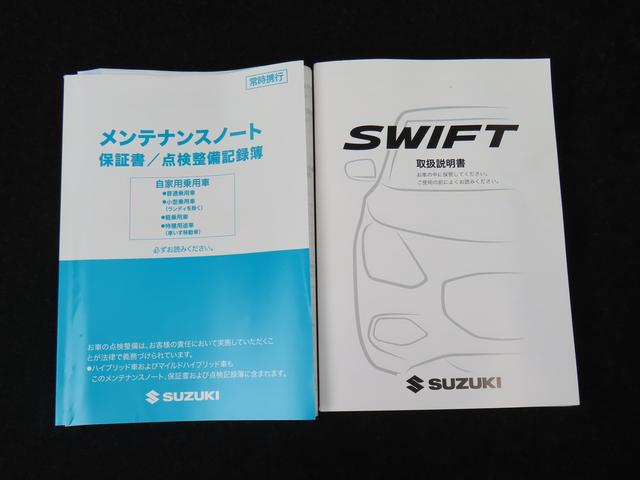 常時携行
メンテナンスノート
保証書／点検整備記録簿
自家用乗用車
●普通乗用車
●小型乗用車
(ランディを除く)
●軽乗用車
●特種用途車
(車いす移動車)
必ずお読みください。
お車の点検整備は、お客様の責任において実施していただくこ
とが法律で義務づけられています。
●ハイブリッド車およびマイルドハイブリッド車も
このメンテナンスノート、保証書および点検記録簿に含まれます。
SUZUKI
SWIFT
取扱説明書
お車の中に保管してください。
ご使用の前によくお読みください。
SUZUKI